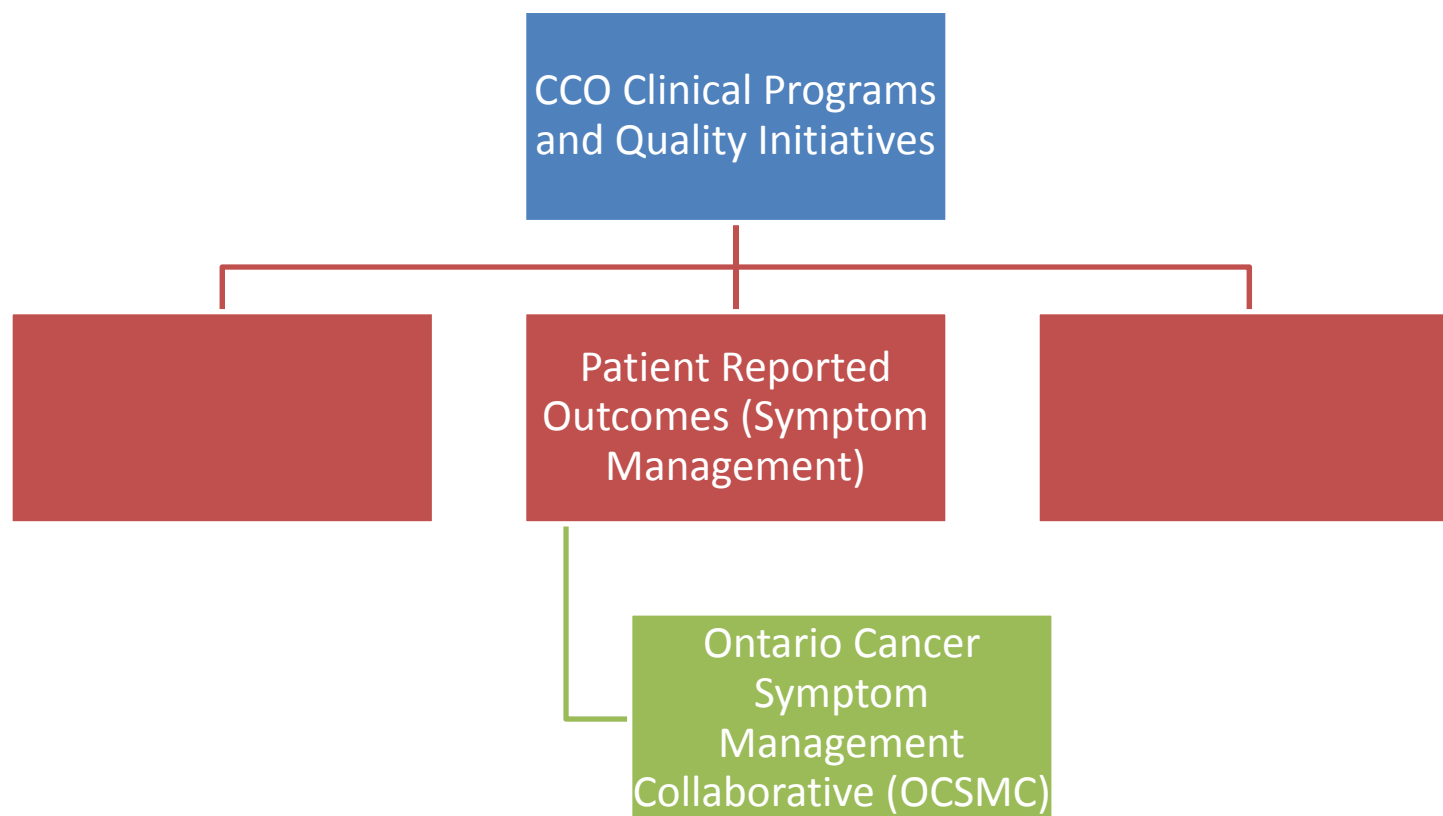 CCO Clinical Programs
and Quality Initiatives
Patient Reported
Outcomes (Symptom
Management)
Ontario Cancer
Symptom
Management
Collaborative (OCSMC)